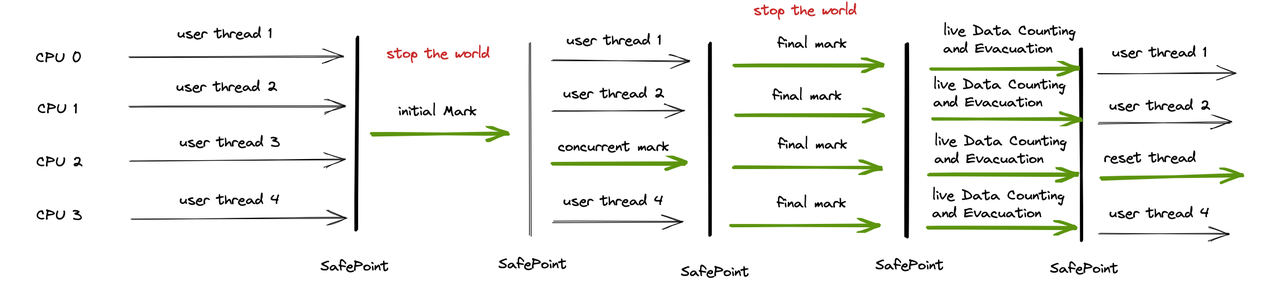 CPU 0
CPU 1
CPU 2
CPU 3
user thread 1
user thread 2
user thread 3
user thread 4
SafePoint
stop the world
initial Mark
SafePoint
user thread 1
user thread 2
concurrent mark
user thread 4
SafePoint
stop the world
final mark
final mark
final mark
final mark
SafePoint
live Data Counting
and Evacuation
live Data Counting
and Evacuation
live Data Counting
and Evacuation
live Data Counting
and Evacuation
SafePoint
user thread 1
user thread 2
reset thread
user thread 4